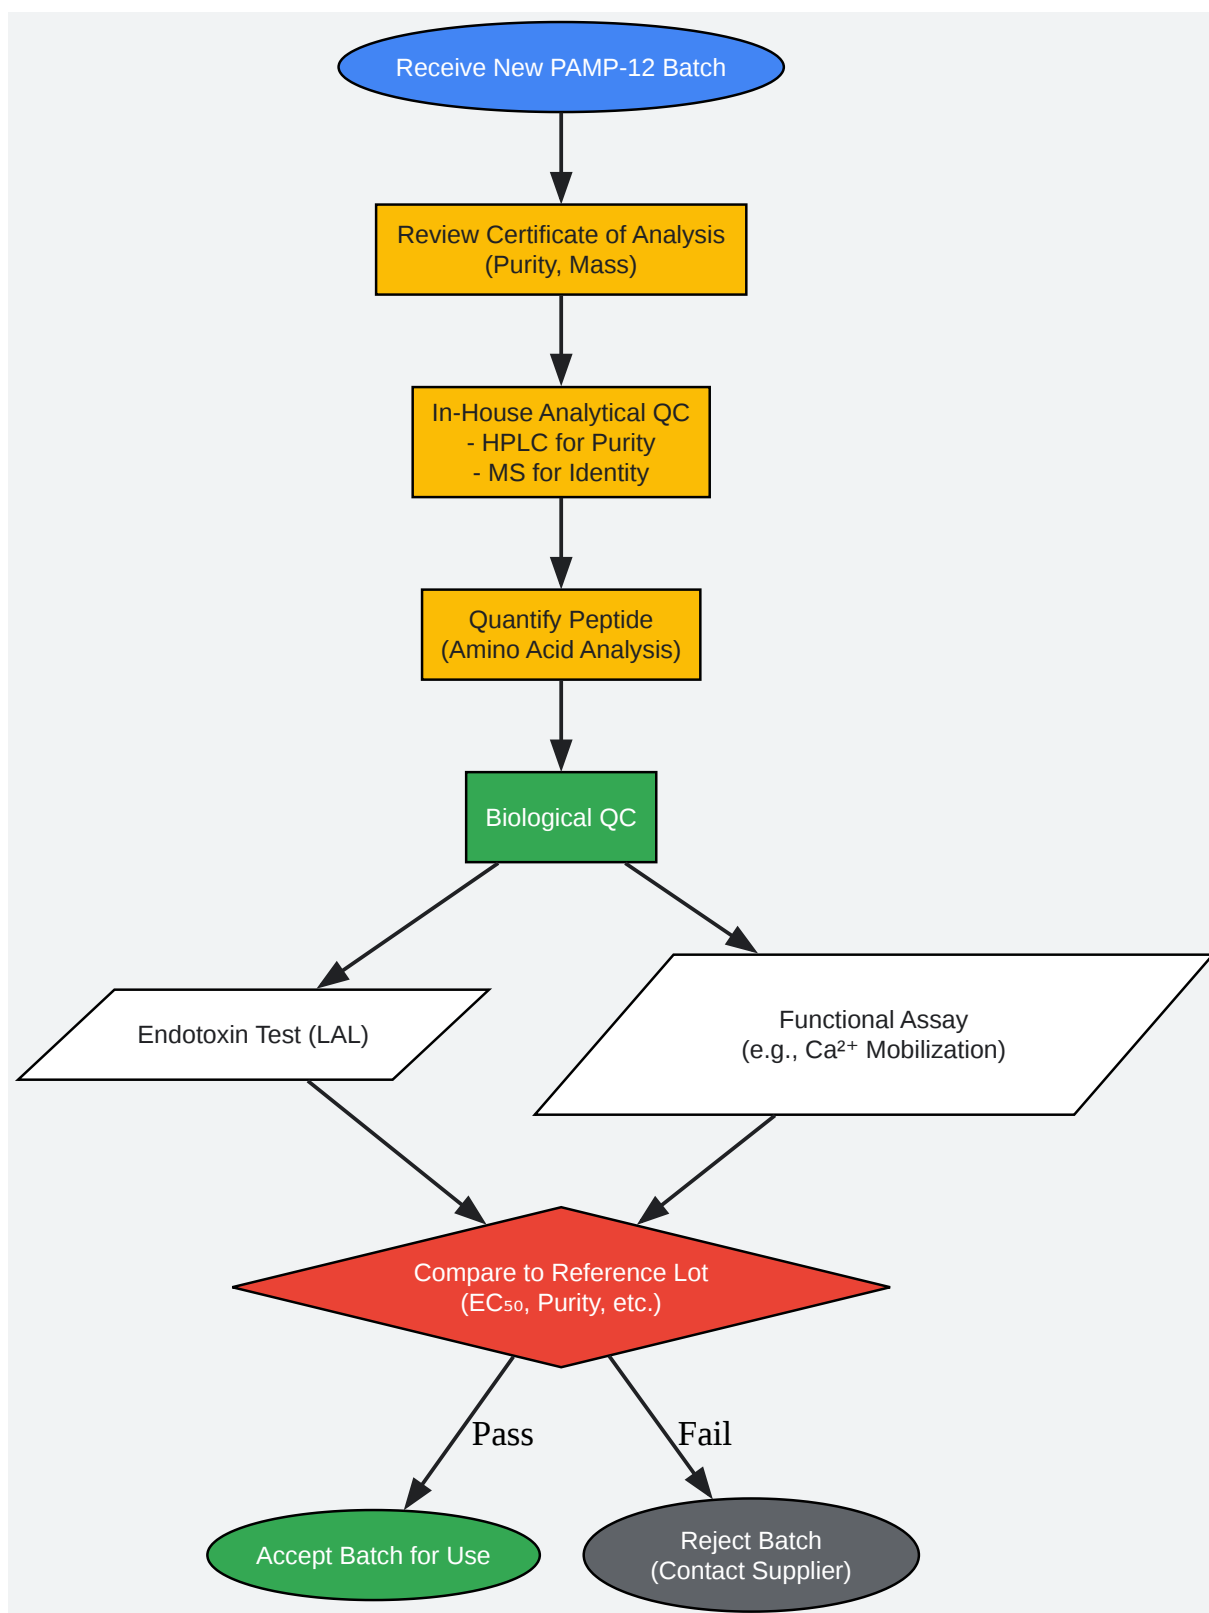 Receive New PAMP-12 Batch
Review Certificate of Analysis
(Purity, Mass)
In-House Analytical QC
- HPLC for Purity
- MS for Identity
Quantify Peptide
(Amino Acid Analysis)
Biological QC
Endotoxin Test (LAL)
Functional Assay
(e.g., Ca²⁺ Mobilization)
Compare to Reference Lot
(EC₅₀, Purity, etc.)
Pass
Fail
Accept Batch for Use
Reject Batch
(Contact Supplier)